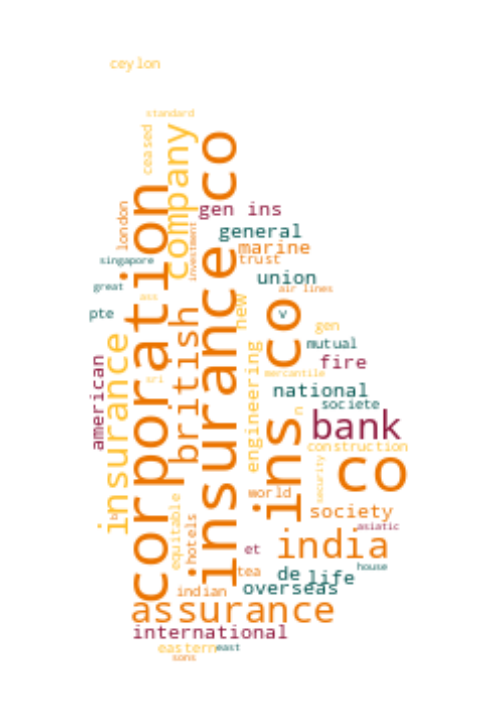 ceylon
standard
ceased
company
insurance co
corporation
london
gen ins
general
investment
marine
trust
singapore
union
great
air lines
ass
new
ins co
v
pte
gen
british
insurance
mutual
engineering
american
fire
mercantile
sri
national
societe
n
bank
construction
co
security
world
equitable
society
hotels
asiatic
india
et
tea
de
life
house
indian
overseas
assurance
international
eastern
east
sons